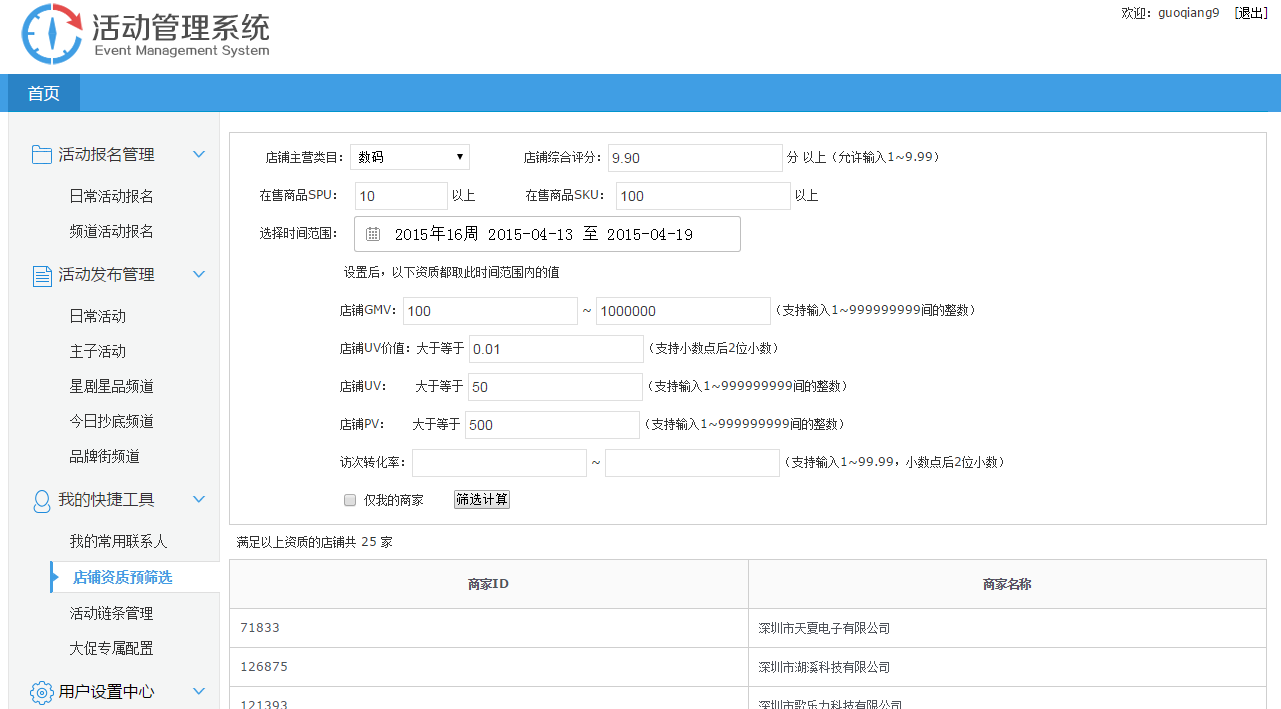 活动管理系统
Event Management System
欢迎：guoqiang9 [退出]
首页
活动报名管理
日常活动报名
频道活动报名
活动发布管理
日常活动
主子活动
星剧星品频道
今日抄底频道
品牌街频道
我的快捷工具
我的常用联系人
店铺资质预筛选
活动链条管理
大促专属配置
用户设置中心
店铺主营类目： 数码 店铺综合评分： 9.90 分 以上（允许输入1~9.99）
在售商品SPU： 10 以上 在售商品SKU： 100 以上
选择时间范围： 2015年16周 2015-04-13 至 2015-04-19
设置后，以下资质都取此时间范围内的值
店铺GMV： 100 ~ 1000000 （支持输入1~999999999间的整数）
店铺UV价值：大于等于 0.01 （支持小数点后2位小数）
店铺UV： 大于等于 50 （支持输入1~999999999间的整数）
店铺PV： 大于等于 500 （支持输入1~999999999间的整数）
访次转化率： ~ （支持输入1~99.99，小数点后2位小数）
仅我的商家 筛选计算
满足以上资质的店铺共 25 家
商家ID 商家名称
71833 深圳市天夏电子有限公司
126875 深圳市湖溪科技有限公司
121393 深圳市歌乐力科技有限公司